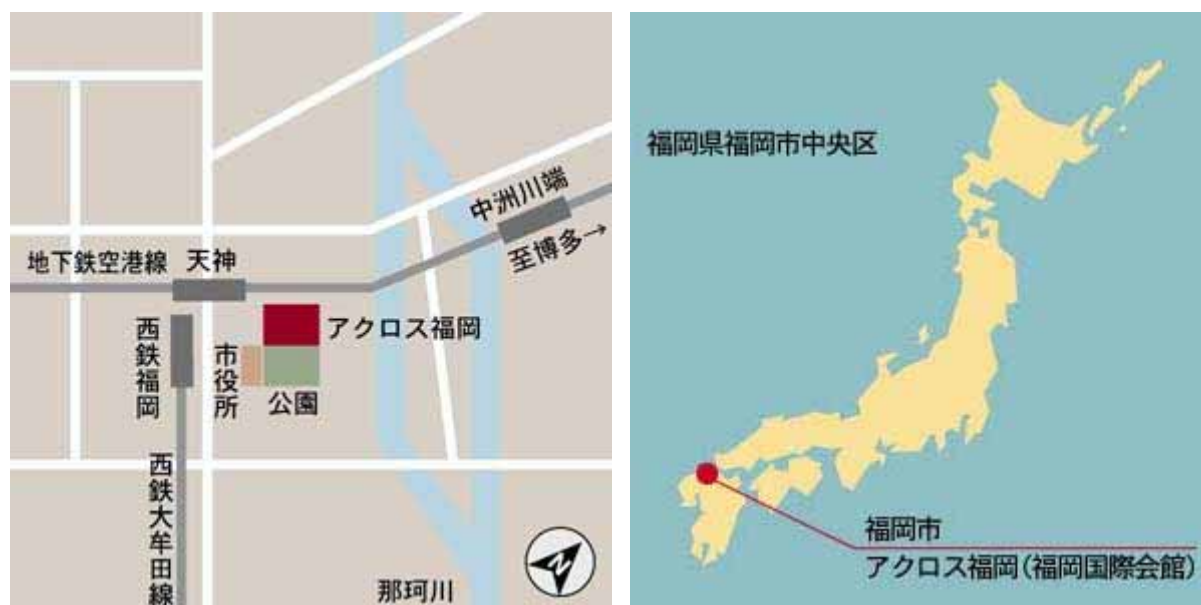 中洲川端
至博多→
地下鉄空港線
天神
アクロス福岡
西鉄福岡
市役所
公園
西鉄大牟田線
那珂川
N
福岡県福岡市中央区
福岡市
アクロス福岡(福岡国際会館)